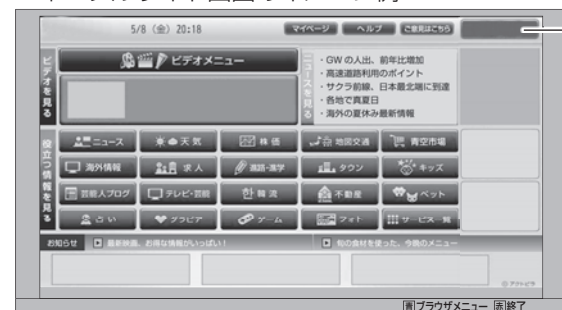 5/8（金）20:18
マイページ
ヘルプ
ご意見はこちら
ビデオを見る
ビデオメニュー
ニュースを見る
・GWの人出、前年比増加
・高速道路利用のポイント
・サクラ前線、日本最北端に到達
・各地で真夏日
・海外の夏休み最新情報
役立つ情報を見る
ニュース
天気
株価
地図交通
青空市場
海外情報
求人
進路・進学
タウン
キッズ
芸能人ブログ
テレビ・芸能
韓流
不動産
ペット
占い
グラビア
ゲーム
フォト
サービス一覧
お知らせ
最新映画、お得な情報がいっぱい！
旬の食材を使った、今晩のメニュー
アクトビラ
青 ブラウザメニュー 赤 終了